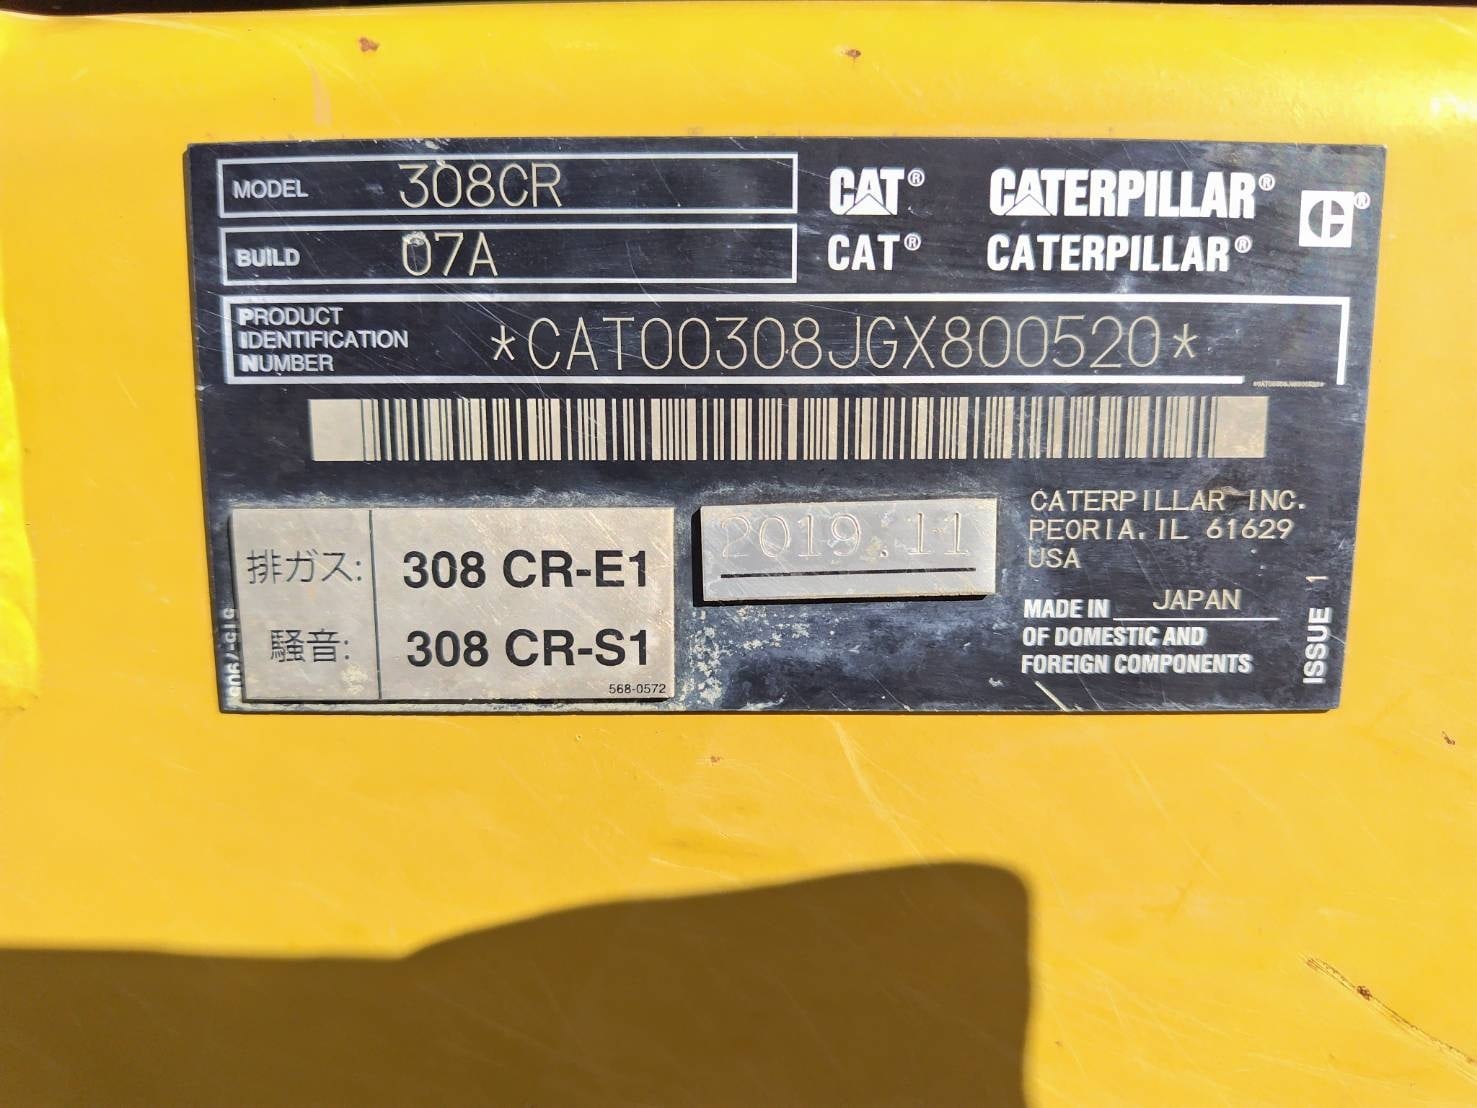 MODEL 308CR
BUILD 07A
CAT® CATERPILLAR®
CAT® CATERPILLAR®
PRODUCT
IDENTIFICATION
NUMBER
*CAT00308JGX800520*
排ガス: 308 CR-E1
騒音: 308 CR-S1
568-0572
2019.11
CATERPILLAR INC.
PEORIA, IL 61629
USA
MADE IN JAPAN
OF DOMESTIC AND
FOREIGN COMPONENTS
ISSUE 1